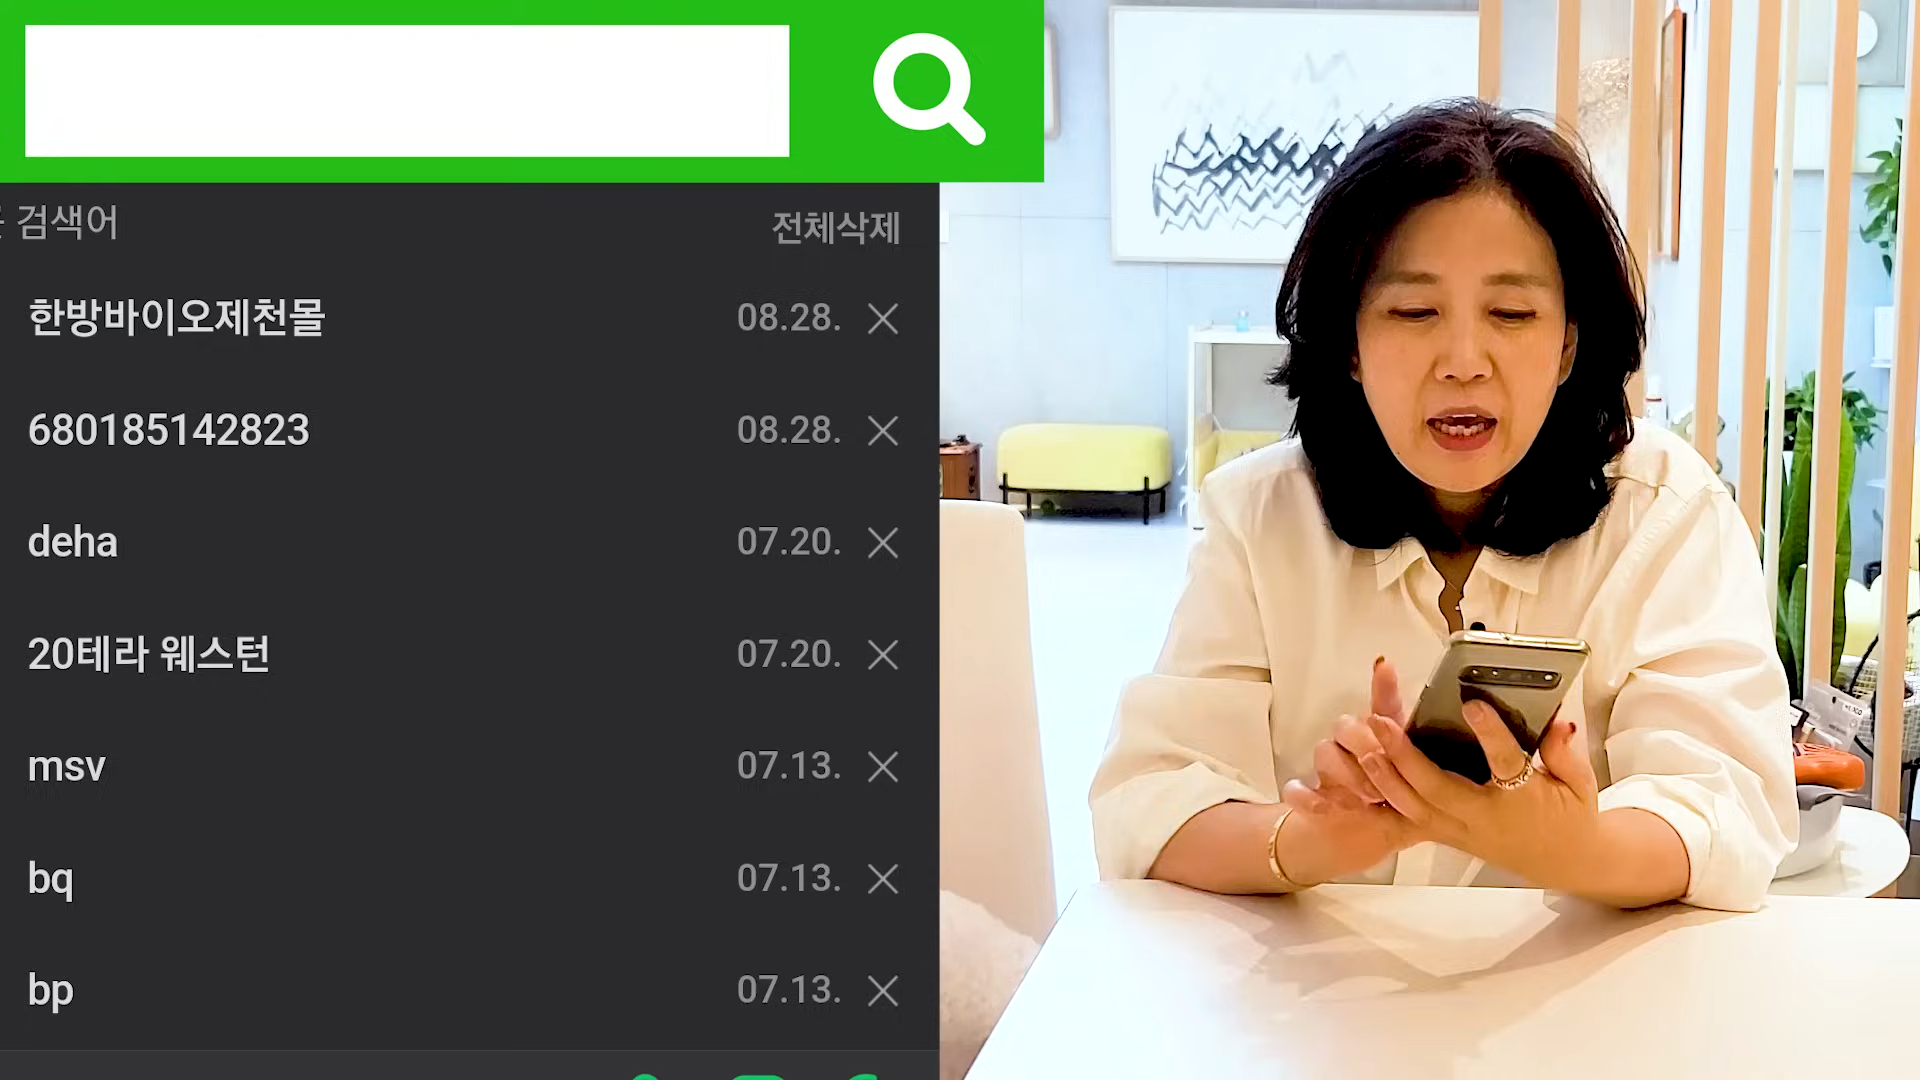 검색어
전체삭제
한방바이오제천몰 08.28.
680185142823 08.28.
deha 07.20.
20테라 웨스턴 07.20.
msv 07.13.
bq 07.13.
bp 07.13.